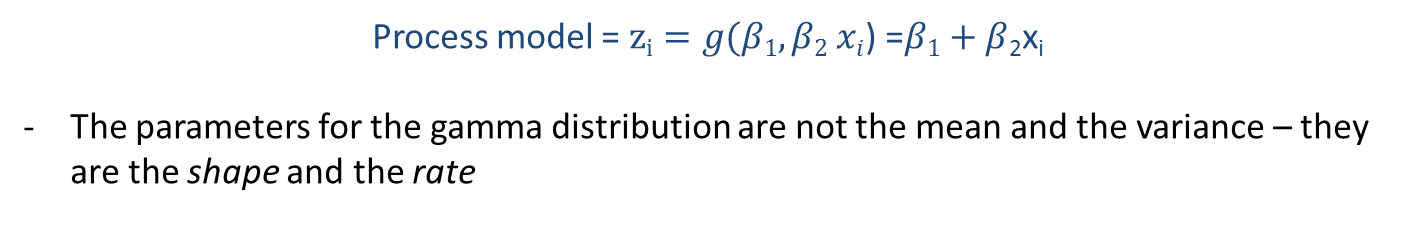 Process model = zᵢ = g(β₁,β₂ xᵢ) =β₁ + β₂xᵢ
- The parameters for the gamma distribution are not the mean and the variance – they
are the shape and the rate